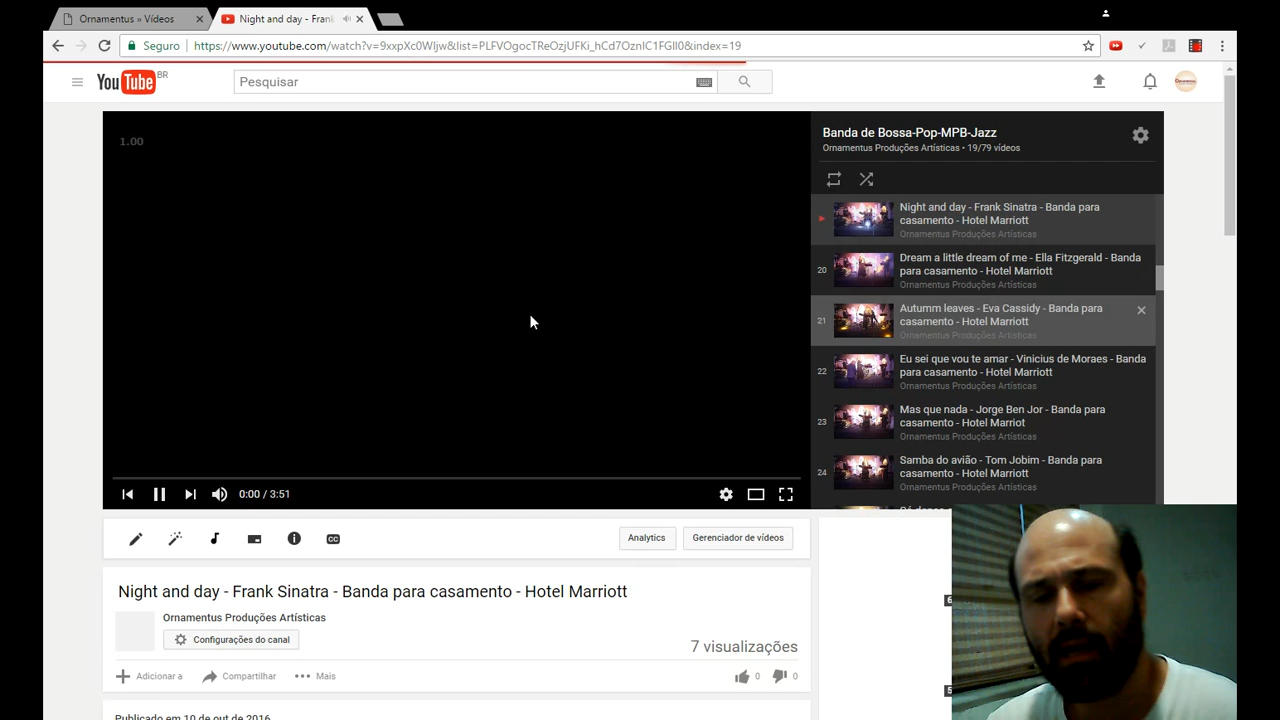 Ornamentus » Vídeos
Night and day - Frank
Seguro
https://www.youtube.com/watch?v=9xxpXc0WIjw&list=PLFVOgocTReOzjUFKi_hCd7OznIC1FGIl0&index=19
YouTube BR
Pesquisar
1.00
Banda de Bossa-Pop-MPB-Jazz
Ornamentus Produções Artísticas • 19/79 vídeos
Night and day - Frank Sinatra - Banda para
casamento - Hotel Marriott
Ornamentus Produções Artísticas
20
Dream a little dream of me - Ella Fitzgerald - Banda
para casamento - Hotel Marriott
Ornamentus Produções Artísticas
21
Autumm leaves - Eva Cassidy - Banda para
casamento - Hotel Marriott
Ornamentus Produções Artísticas
22
Eu sei que vou te amar - Vinicius de Moraes - Banda
para casamento - Hotel Marriott
Ornamentus Produções Artísticas
23
Mas que nada - Jorge Ben Jor - Banda para
casamento - Hotel Marriot
Ornamentus Produções Artísticas
24
Samba do avião - Tom Jobim - Banda para
casamento - Hotel Marriott
Ornamentus Produções Artísticas
0:00 / 3:51
CC
Analytics
Gerenciador de vídeos
Night and day - Frank Sinatra - Banda para casamento - Hotel Marriott
Ornamentus Produções Artísticas
Configurações do canal
7 visualizações
Adicionar a
Compartilhar
Mais
0
0
Publicado em 10 de out de 2016